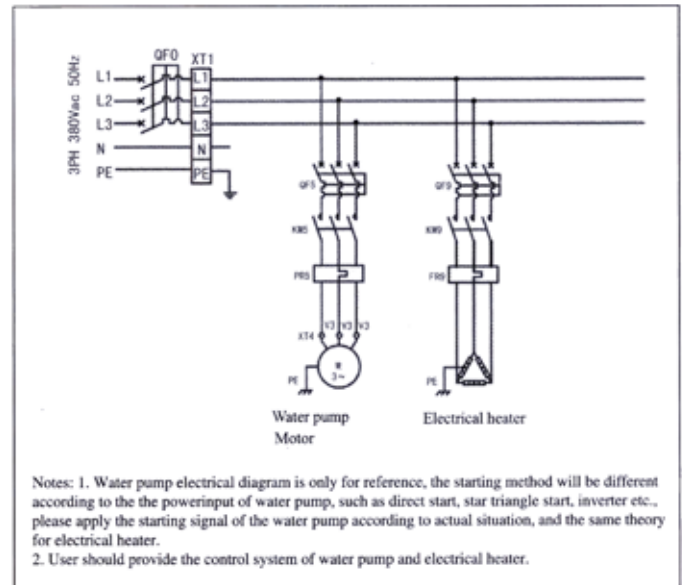 QF0 XT1
3PH 380Vac 50Hz
L1 L1
L2 L2
L3 L3
N N
PE PE
QF5 QF9
KM5 KM9
FR9
V3 V3 V3
XT4
M
3~
PE PE
Water pump Electrical heater
Motor
Notes: 1. Water pump electrical diagram is only for reference, the starting method will be different
according to the the powerinput of water pump, such as direct start, star triangle start, inverter etc.,
please apply the starting signal of the water pump according to actual situation, and the same theory
for electrical heater.
2. User should provide the control system of water pump and electrical heater.